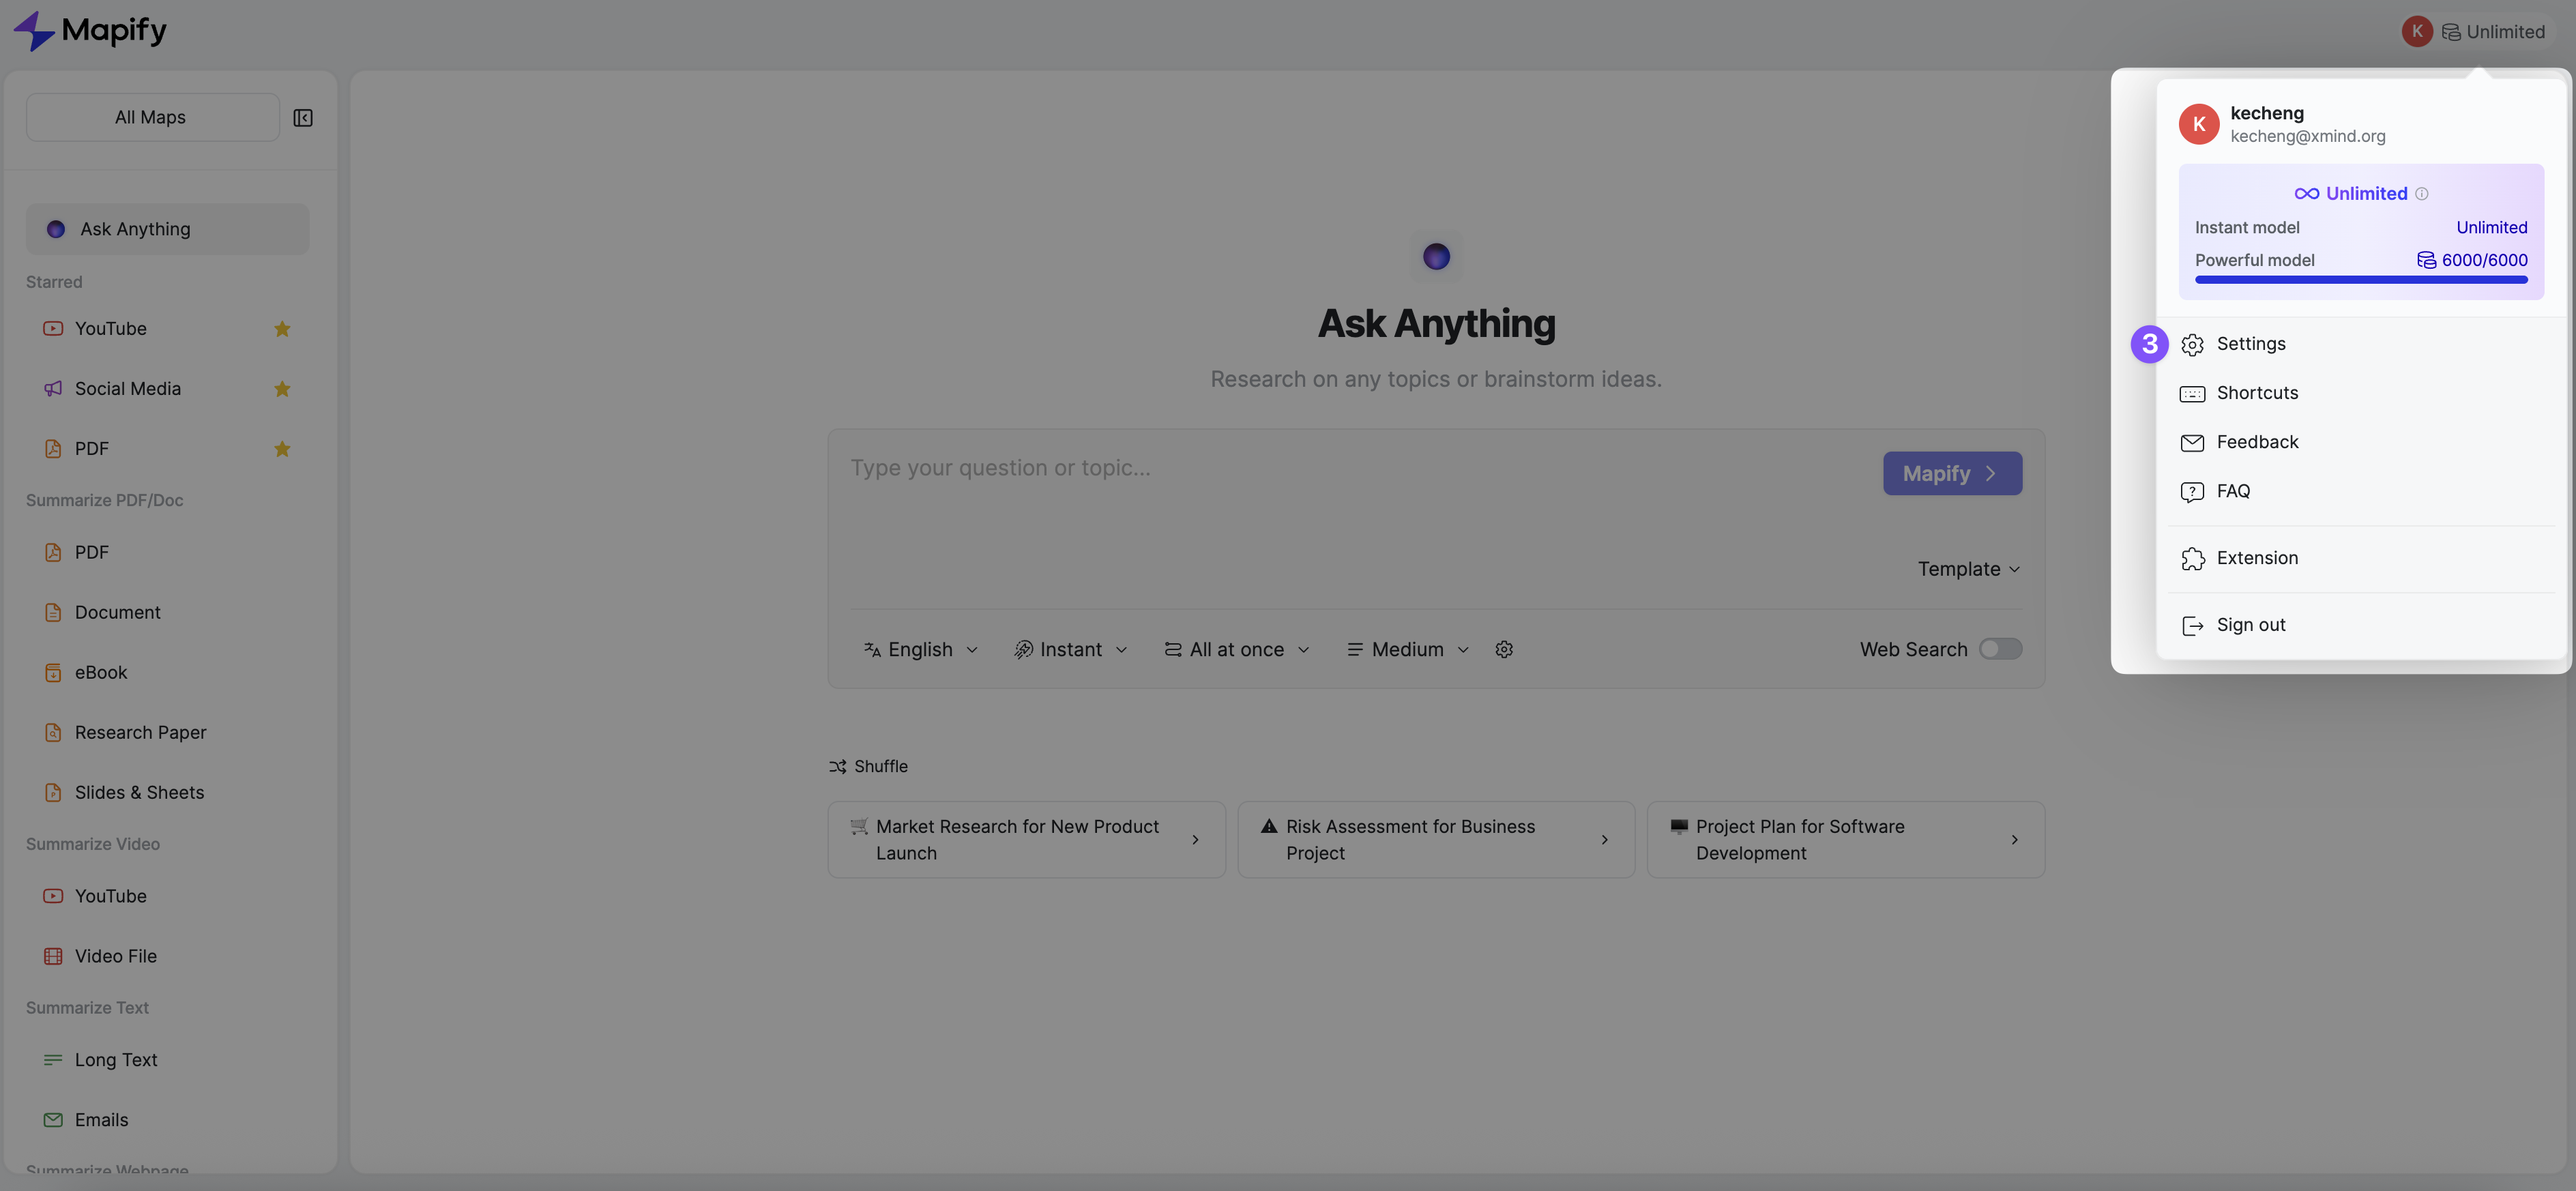 Mapify
K Unlimited
All Maps
Ask Anything
Starred
YouTube
Social Media
PDF
Summarize PDF/Doc
PDF
Document
eBook
Research Paper
Slides & Sheets
Summarize Video
YouTube
Video File
Summarize Text
Long Text
Emails
Summarize Webpage
Ask Anything
Research on any topics or brainstorm ideas.
Type your question or topic...
Mapify
Template
English
Instant
All at once
Medium
Web Search
Shuffle
Market Research for New Product
Launch
Risk Assessment for Business
Project
Project Plan for Software
Development
K
kecheng
kecheng@xmind.org
Unlimited
Instant model Unlimited
Powerful model 6000/6000
3 Settings
Shortcuts
Feedback
FAQ
Extension
Sign out